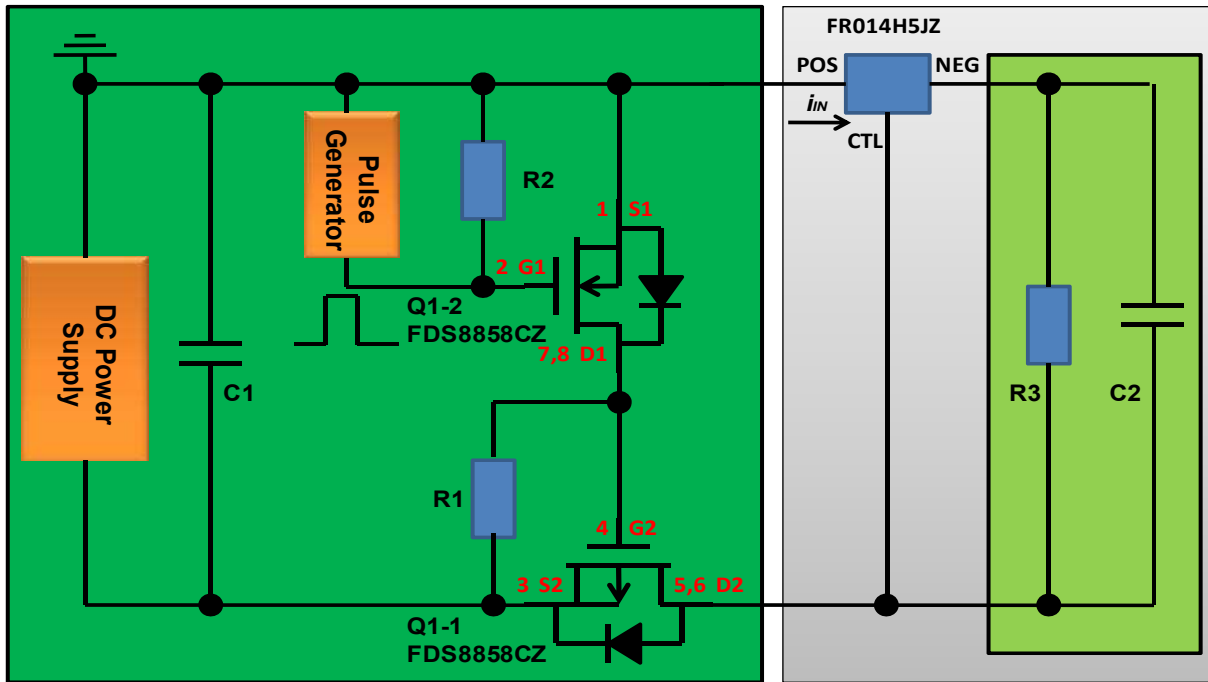 FR014H5JZ
POS
NEG
iIN
CTL
Pulse
Generator
R2
1 S1
2 G1
Q1-2
FDS8858CZ
7,8 D1
DC Power
Supply
C1
R3
C2
R1
4 G2
3 S2
5,6 D2
Q1-1
FDS8858CZ